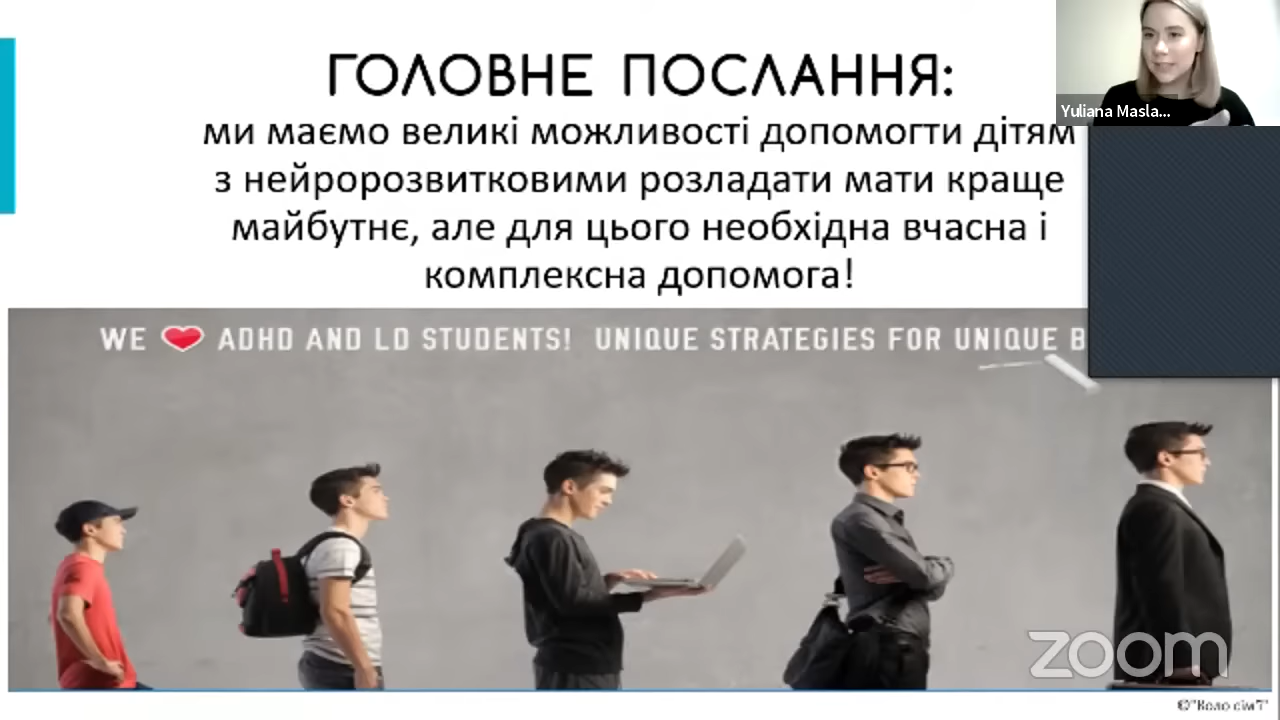 ГОЛОВНЕ ПОСЛАННЯ:
ми маємо великі можливості допомогти дітям
з нейророзвитковими розладати мати краще
майбутнє, але для цього необхідна вчасна і
комплексна допомога!
Yuliana Masla...
WE ❤ ADHD AND LD STUDENTS! UNIQUE STRATEGIES FOR UNIQUE
zoom
©"Коло сім'ї"